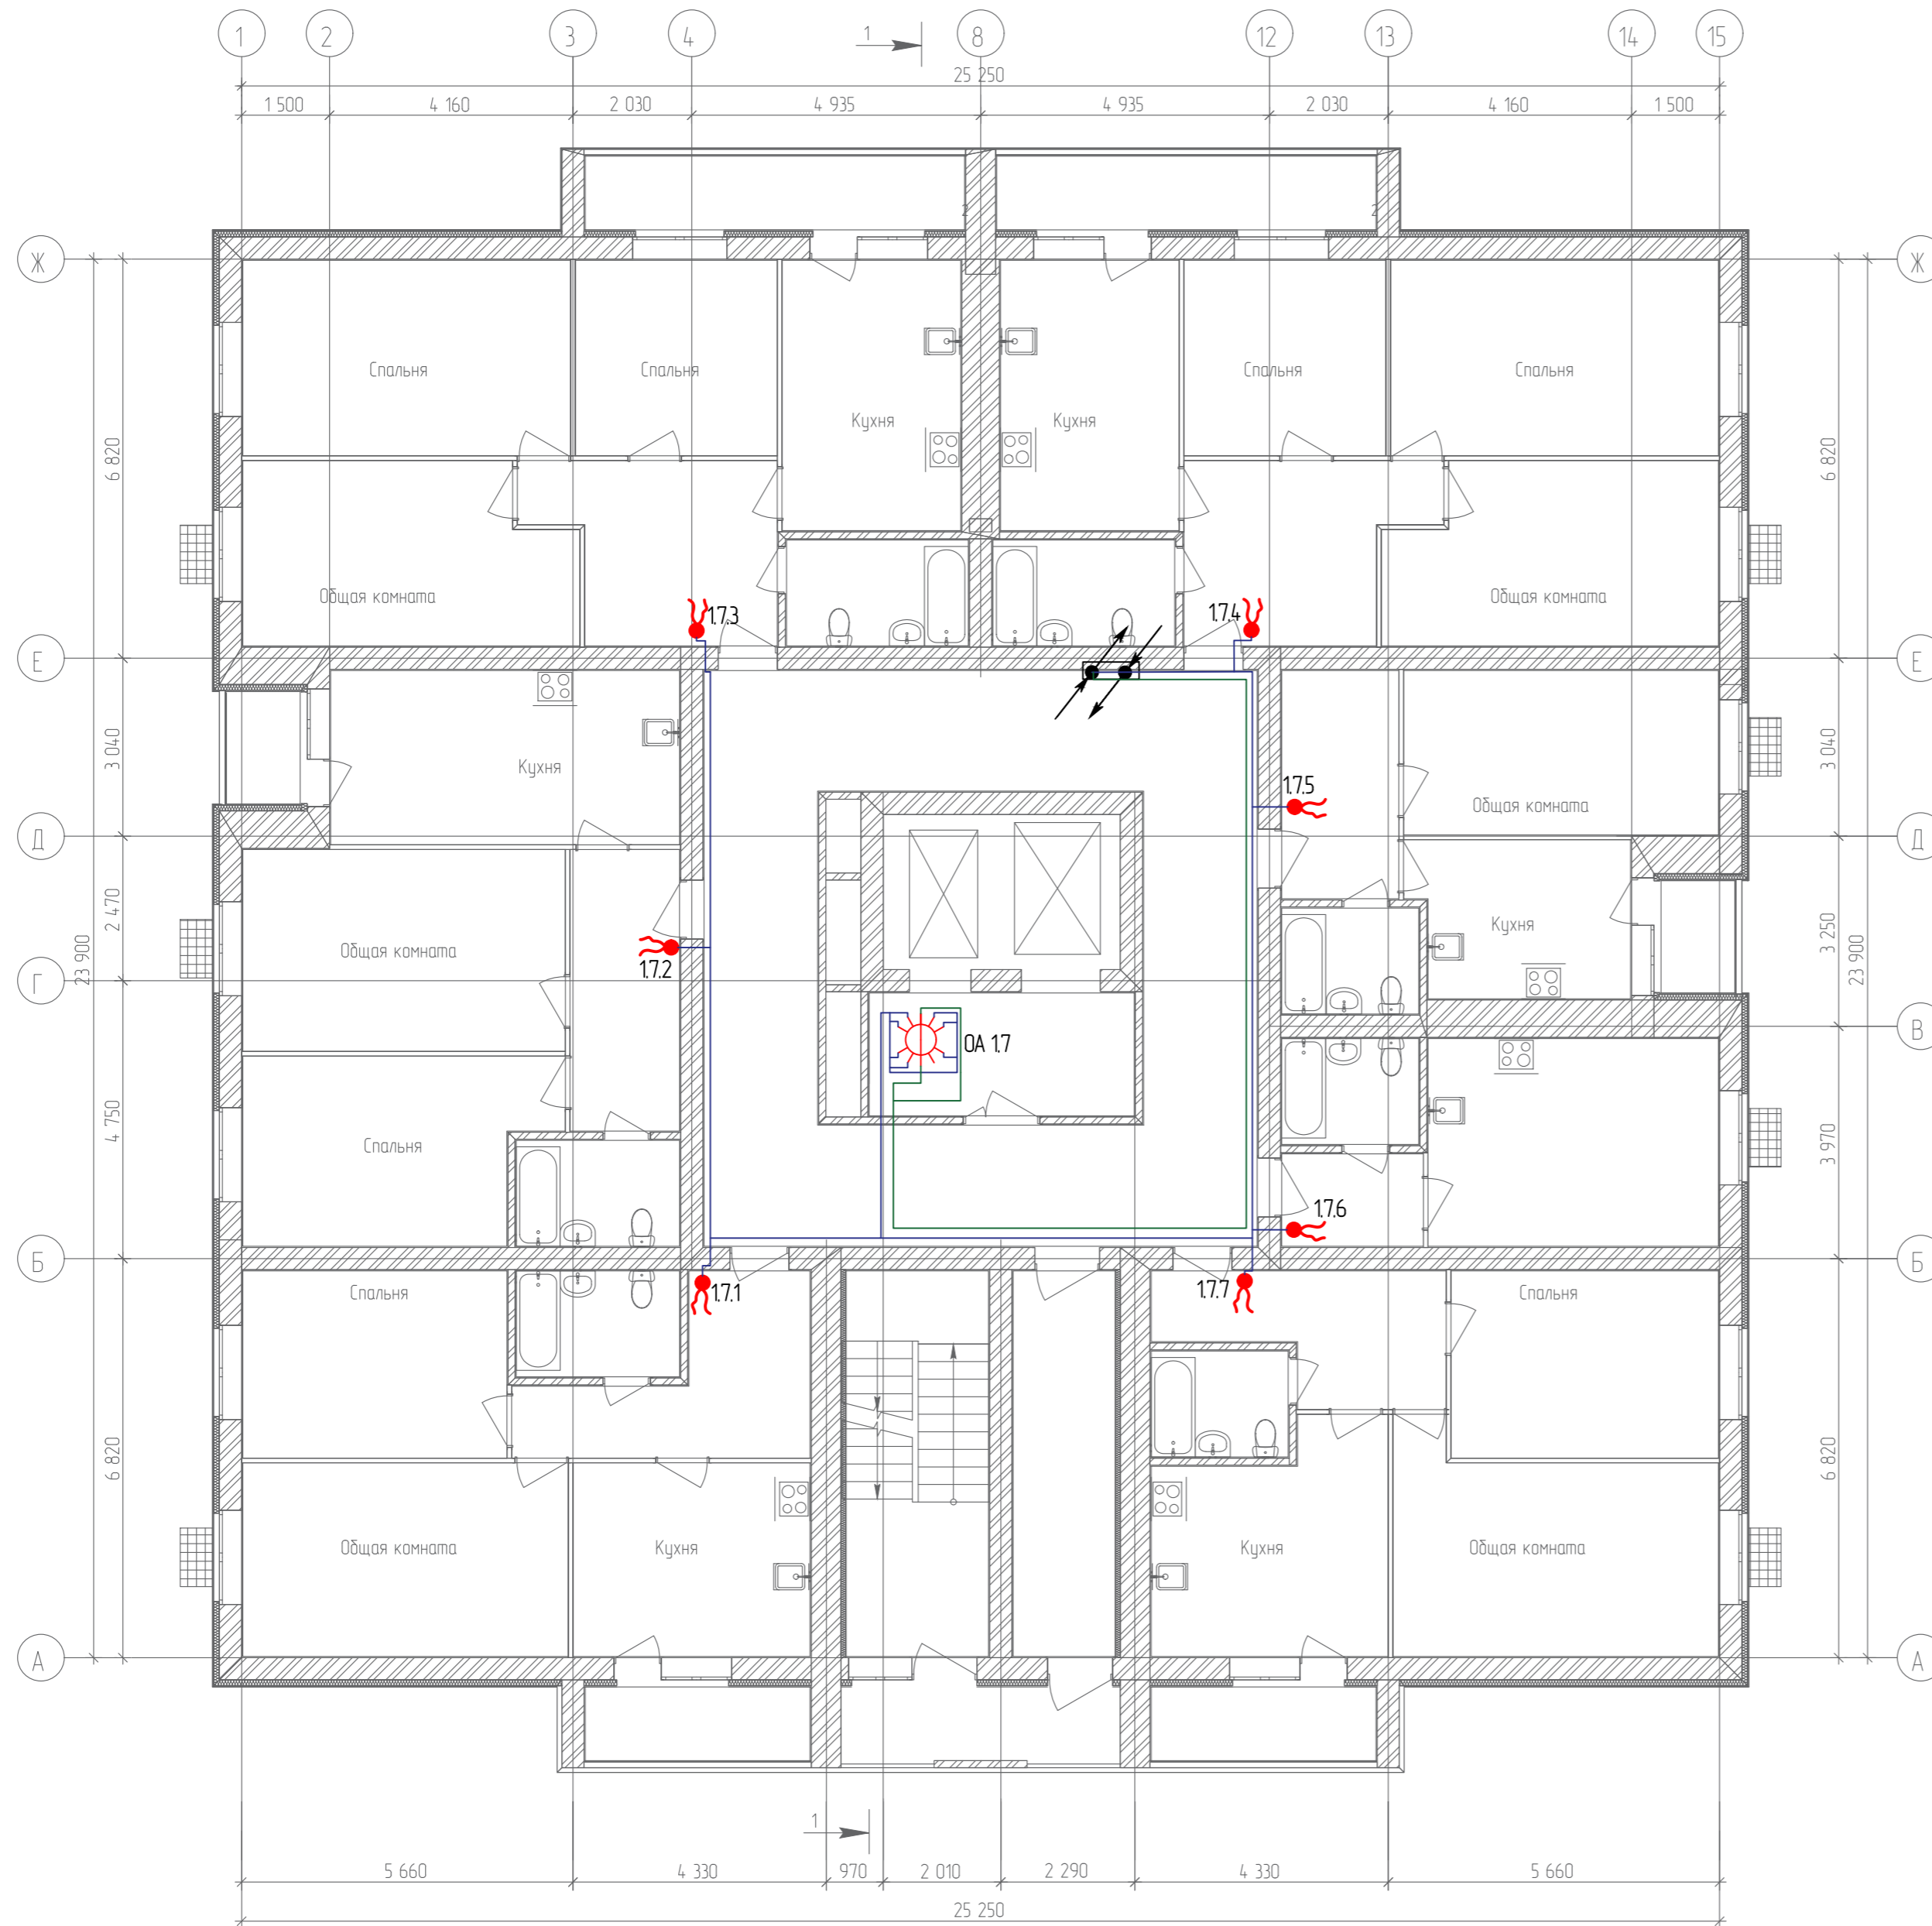 1 2 3 4 8 12 13 14 15
1
25 250
1 500 4 160 2 030 4 935 4 935 2 030 4 160 1 500
2 2
Ж Ж
Спальня Спальня Спальня Спальня
Кухня Кухня
6 820 6 820
Общая комната Общая комната
1.7.3 1.7.4
Е Е
3 040 3 040
Кухня 1.7.5 Общая комната
Д Д
2 470 3 250
Общая комната Кухня
23 900 23 900
1.7.2
Г
В
ОА 1.7
4 750 3 970
Спальня
1.7.6
Б Б
Спальня 1.7.1 1.7.7 Спальня
6 820 6 820
Общая комната Кухня Кухня Общая комната
А А
1
5 660 4 330 970 2 010 2 290 4 330 5 660
25 250